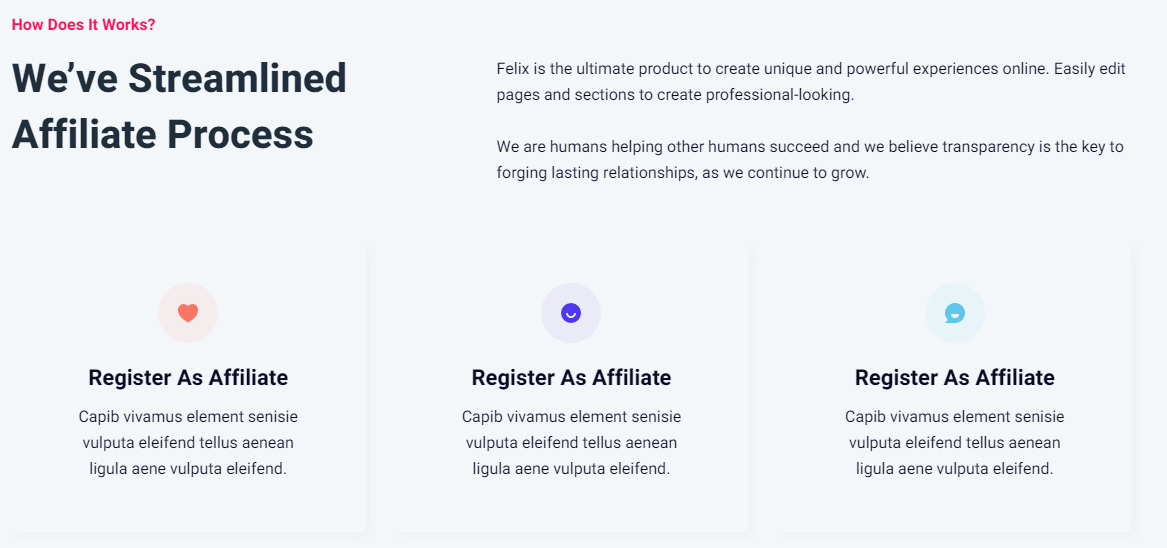 How Does It Works?
We’ve Streamlined
Affiliate Process
Felix is the ultimate product to create unique and powerful experiences online. Easily edit
pages and sections to create professional-looking.
We are humans helping other humans succeed and we believe transparency is the key to
forging lasting relationships, as we continue to grow.
Register As Affiliate
Capib vivamus element senisie
vulputa eleifend tellus aenean
ligula aene vulputa eleifend.
Register As Affiliate
Capib vivamus element senisie
vulputa eleifend tellus aenean
ligula aene vulputa eleifend.
Register As Affiliate
Capib vivamus element senisie
vulputa eleifend tellus aenean
ligula aene vulputa eleifend.